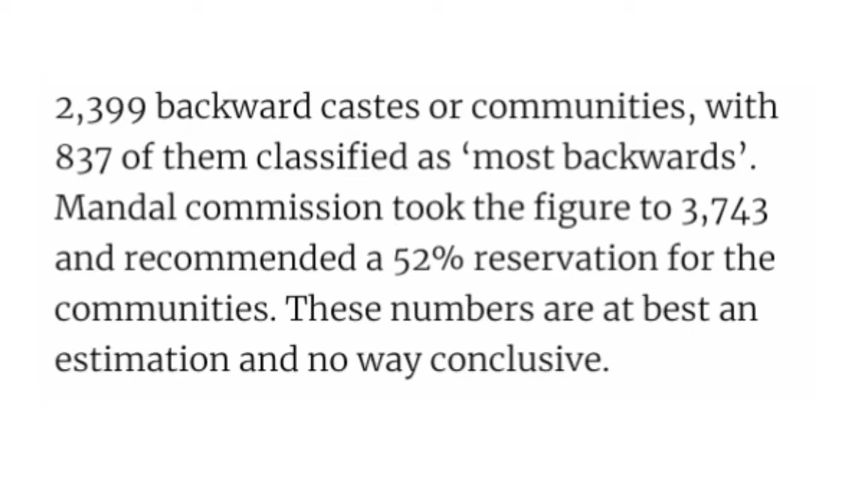 2,399 backward castes or communities, with
837 of them classified as ‘most backwards’.
Mandal commission took the figure to 3,743
and recommended a 52% reservation for the
communities. These numbers are at best an
estimation and no way conclusive.